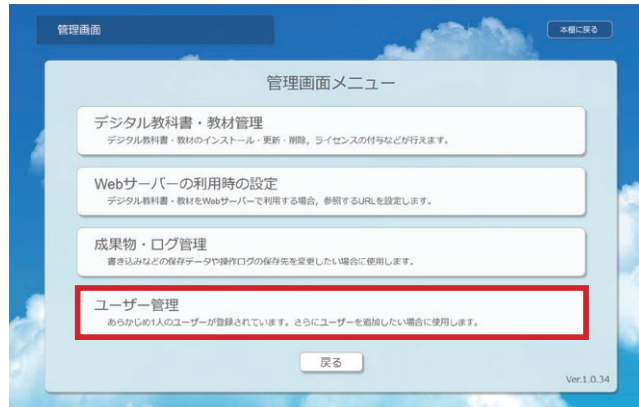 管理画面
本棚に戻る
管理画面メニュー
デジタル教科書・教材管理
デジタル教科書・教材のインストール・更新・削除，ライセンスの付与などが行えます。
Webサーバーの利用時の設定
デジタル教科書・教材をWebサーバーで利用する場合，参照するURLを設定します。
成果物・ログ管理
書き込みなどの保存データや操作ログの保存先を変更したい場合に使用します。
ユーザー管理
あらかじめ1人のユーザーが登録されています。さらにユーザーを追加したい場合に使用します。
戻る
Ver.1.0.34